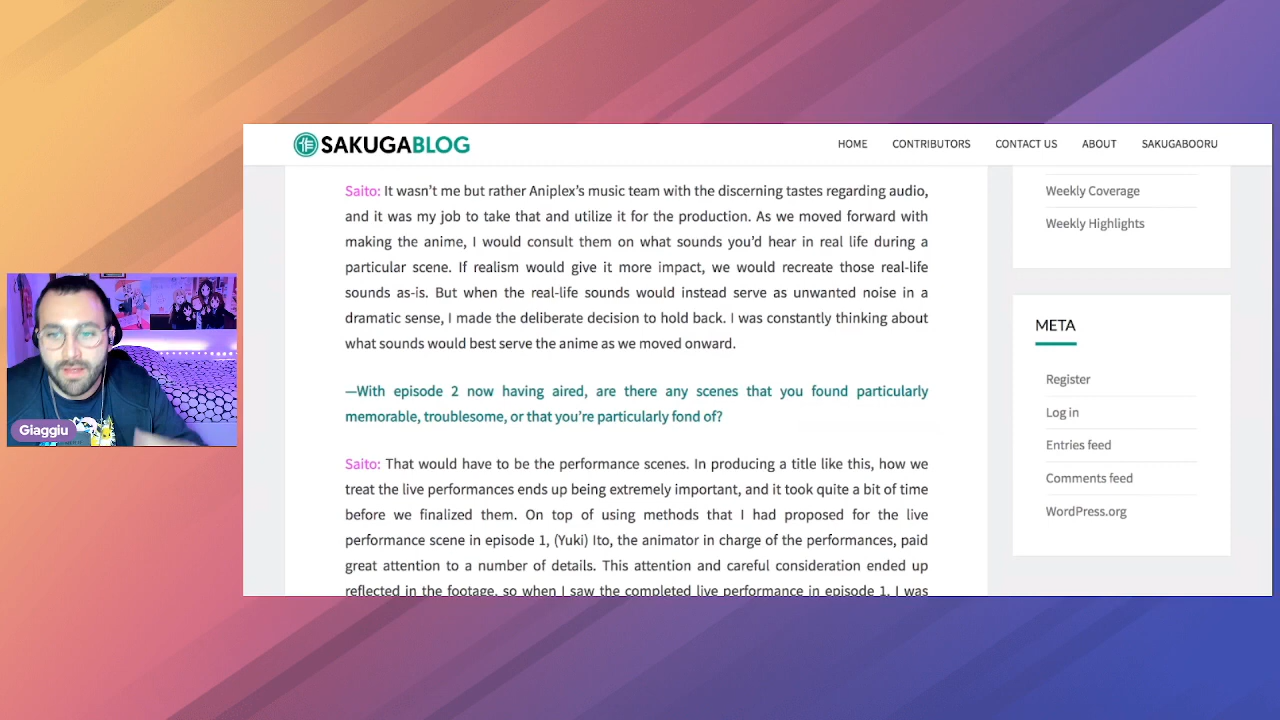 SAKUGABLOG
HOME
CONTRIBUTORS
CONTACT US
ABOUT
SAKUGABOORU
Saito: It wasn't me but rather Aniplex's music team with the discerning tastes regarding audio,
and it was my job to take that and utilize it for the production. As we moved forward with
making the anime, I would consult them on what sounds you'd hear in real life during a
particular scene. If realism would give it more impact, we would recreate those real-life
sounds as-is. But when the real-life sounds would instead serve as unwanted noise in a
dramatic sense, I made the deliberate decision to hold back. I was constantly thinking about
what sounds would best serve the anime as we moved onward.
—With episode 2 now having aired, are there any scenes that you found particularly
memorable, troublesome, or that you're particularly fond of?
Saito: That would have to be the performance scenes. In producing a title like this, how we
treat the live performances ends up being extremely important, and it took quite a bit of time
before we finalized them. On top of using methods that I had proposed for the live
performance scene in episode 1, (Yuki) Ito, the animator in charge of the performances, paid
great attention to a number of details. This attention and careful consideration ended up
reflected in the footage, so when I saw the completed live performance in episode 1, I was
Weekly Coverage
Weekly Highlights
META
Register
Log in
Entries feed
Comments feed
WordPress.org
Giaggiu